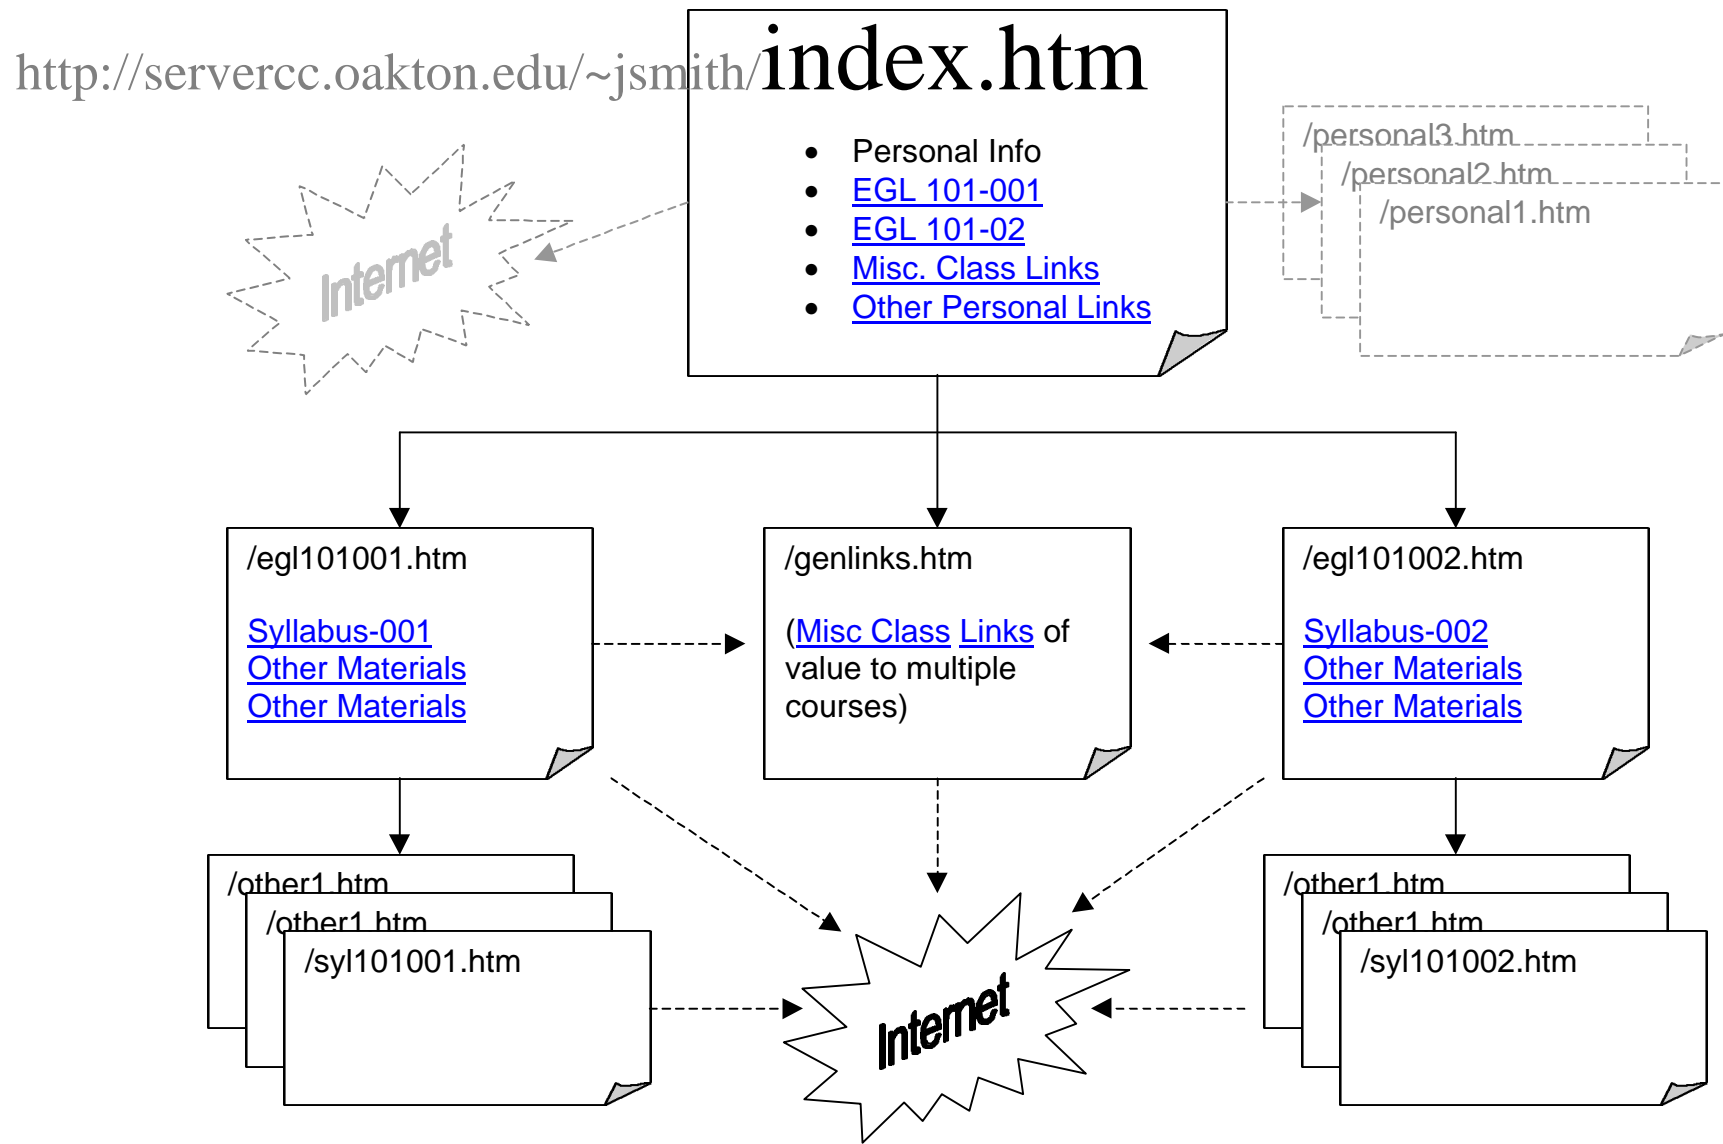 http://servercc.oakton.edu/~jsmith/index.htm
• Personal Info
• EGL 101-001
• EGL 101-02
• Misc. Class Links
• Other Personal Links
Internet
/personal3.htm
/personal2.htm
/personal1.htm
/egl101001.htm
Syllabus-001
Other Materials
Other Materials
/genlinks.htm
(Misc Class Links of
value to multiple
courses)
/egl101002.htm
Syllabus-002
Other Materials
Other Materials
/other1.htm
/other1.htm
/syl101001.htm
Internet
/other1.htm
/other1.htm
/syl101002.htm